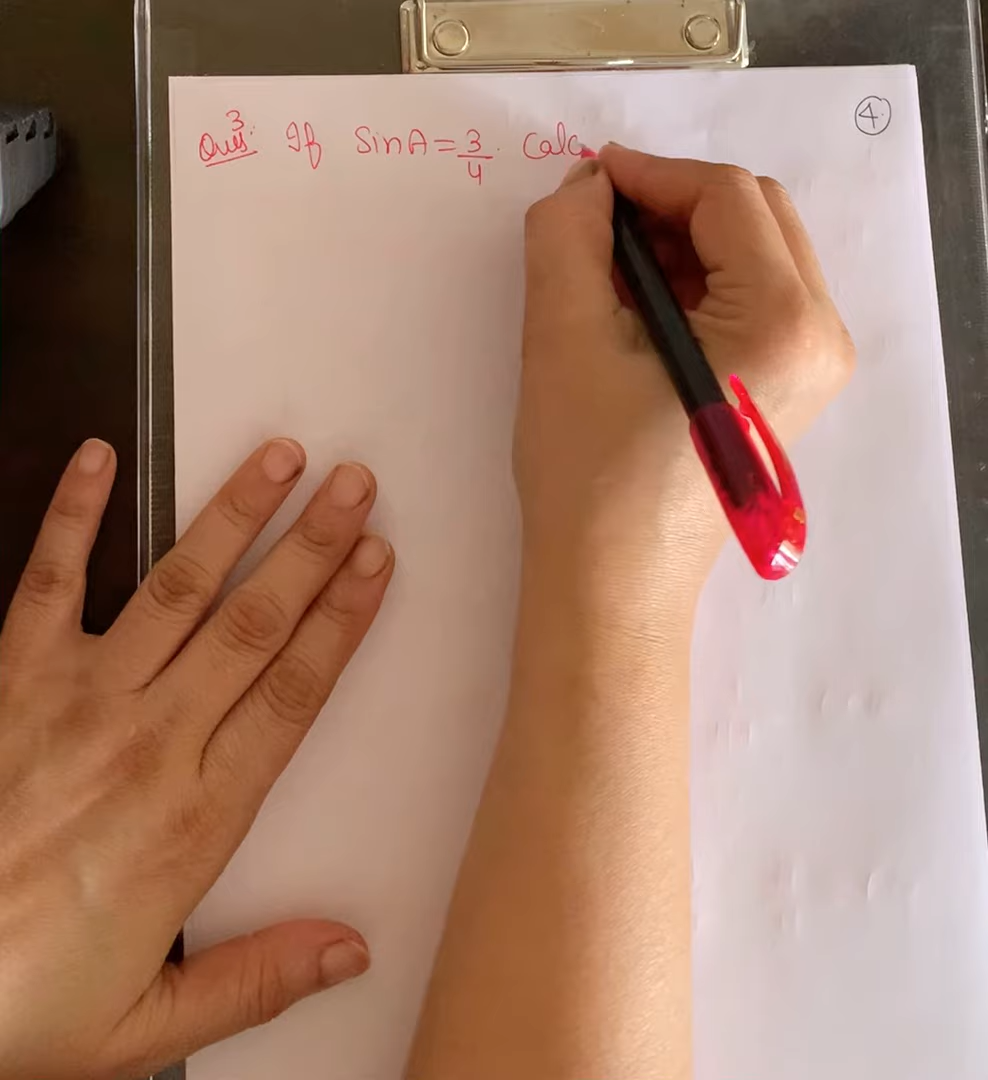 ④
Ques 3: If SinA = 3/4. Calc